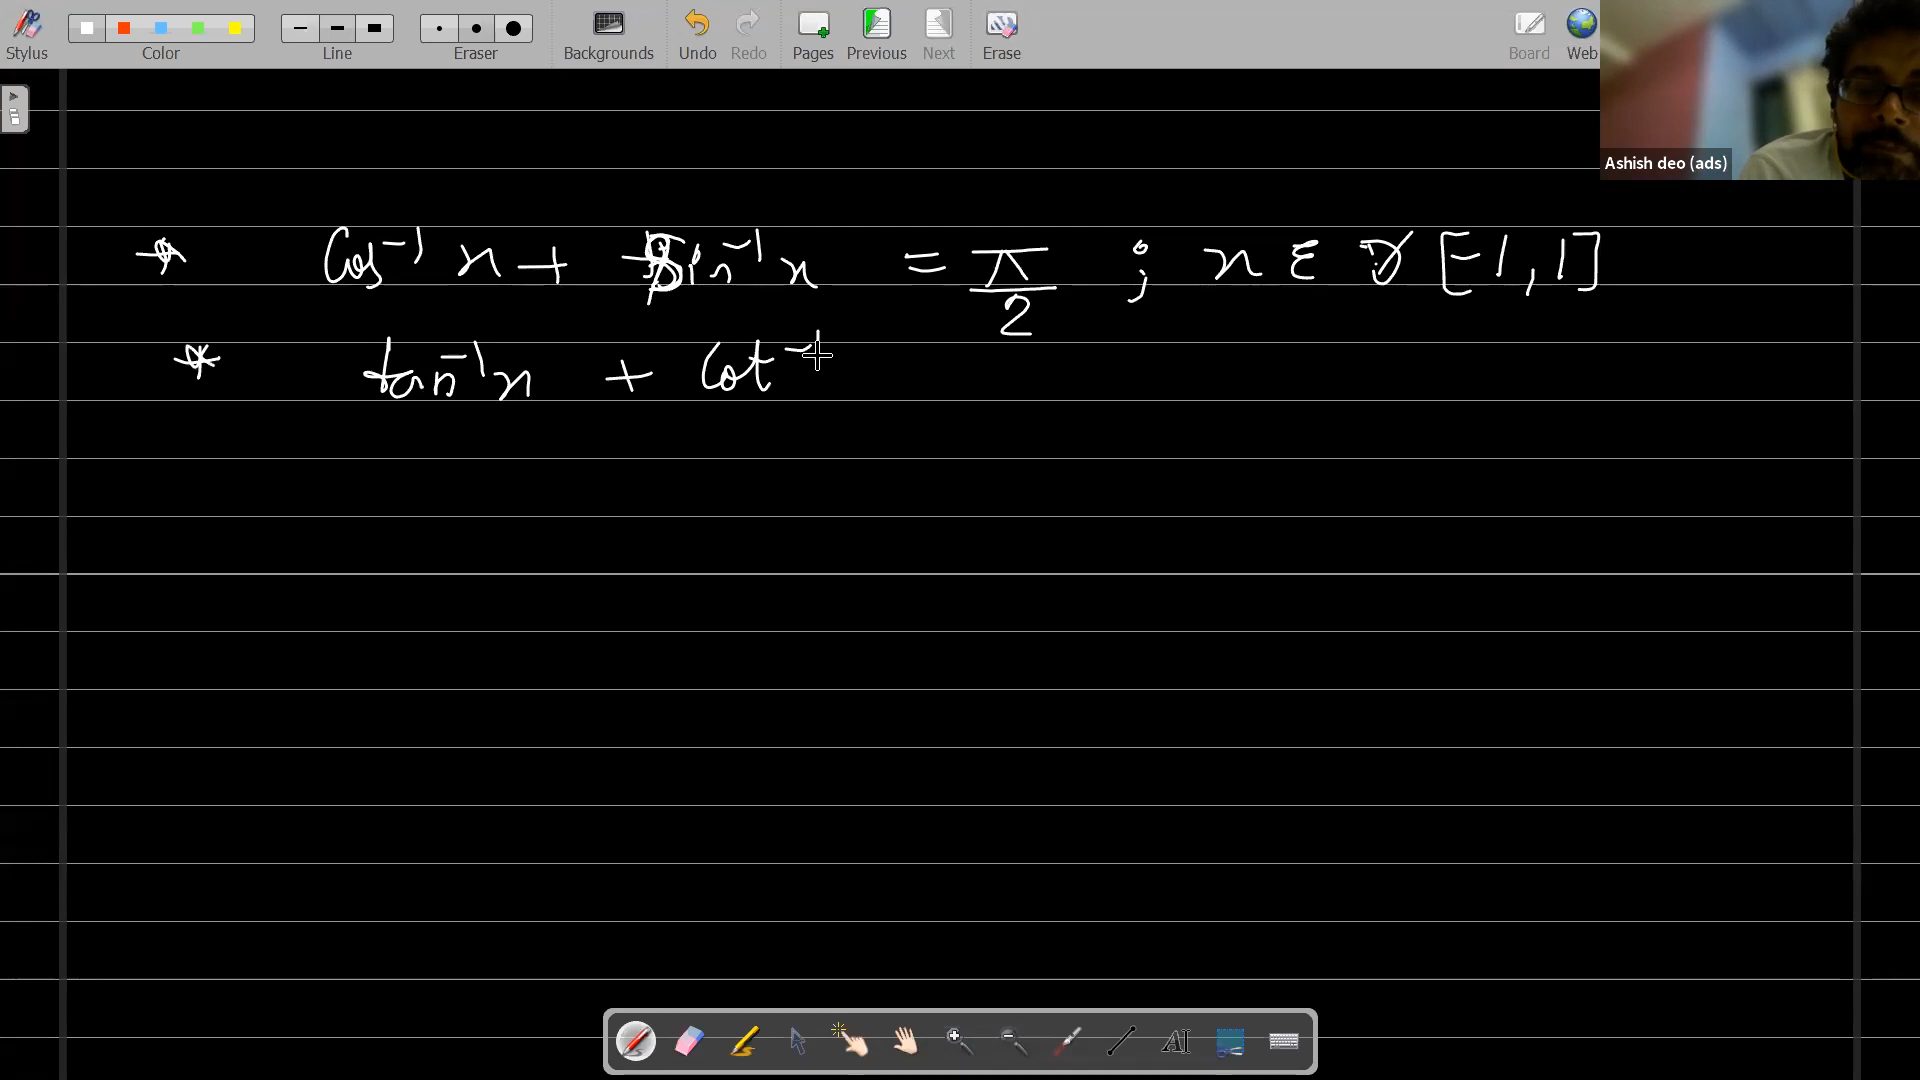 Stylus Color Line Eraser Backgrounds Undo Redo Pages Previous Next Erase Board Web
Ashish deo (ads)
* Cos⁻¹ x + Sin⁻¹ x = π/2 ; x ∈ [-1, 1]
* tan⁻¹x + Cot⁻¹